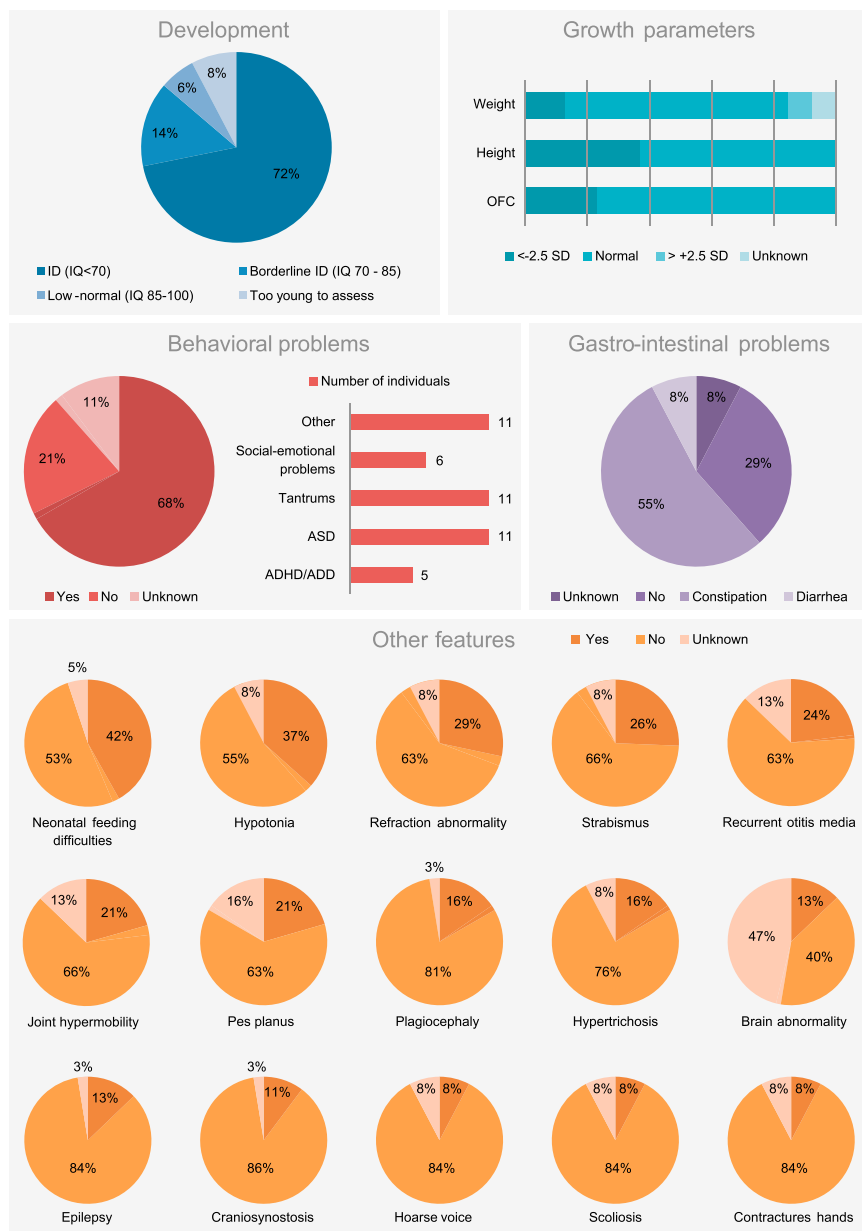 Development
8%
6%
14%
72%
ID (IQ<70)
Borderline ID (IQ 70 - 85)
Low -normal (IQ 85-100)
Too young to assess
Growth parameters
Weight
Height
OFC
<-2.5 SD
Normal
> +2.5 SD
Unknown
Behavioral problems
11%
21%
68%
Yes
No
Unknown
Number of individuals
Other
11
Social-emotional
problems
6
Tantrums
11
ASD
11
ADHD/ADD
5
Gastro-intestinal problems
8%
8%
29%
55%
Unknown
No
Constipation
Diarrhea
Other features
Yes
No
Unknown
5%
42%
53%
Neonatal feeding
difficulties
8%
37%
55%
Hypotonia
8%
29%
63%
Refraction abnormality
8%
26%
66%
Strabismus
13%
24%
63%
Recurrent otitis media
13%
21%
66%
Joint hypermobility
16%
21%
63%
Pes planus
3%
16%
81%
Plagiocephaly
8%
16%
76%
Hypertrichosis
13%
47%
40%
Brain abnormality
3%
13%
84%
Epilepsy
3%
11%
86%
Craniosynostosis
8%
8%
84%
Hoarse voice
8%
8%
84%
Scoliosis
8%
8%
84%
Contractures hands